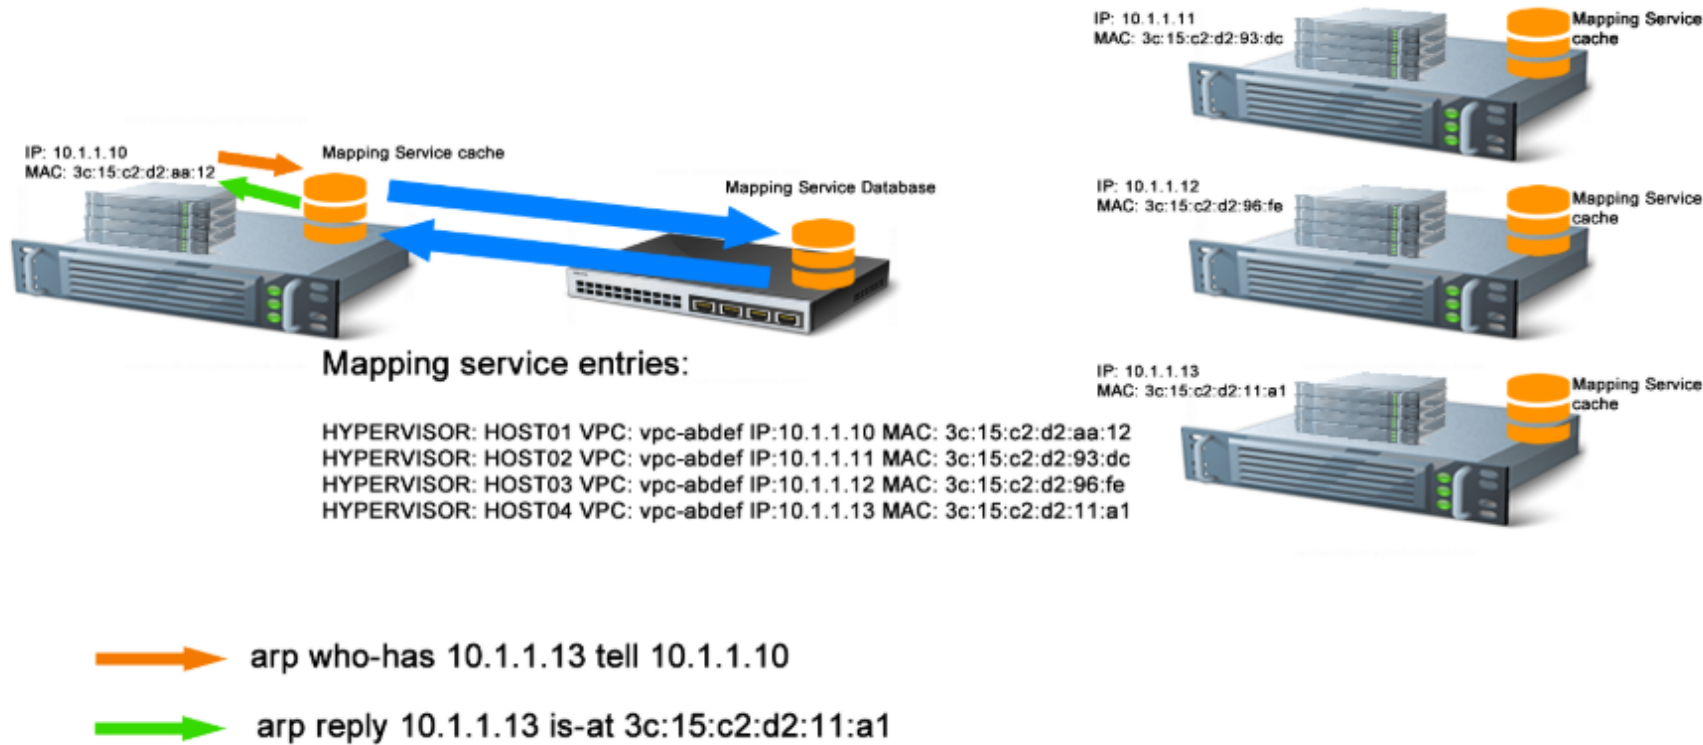 IP: 10.1.1.11
MAC: 3c:15:c2:d2:93:dc
Mapping Service
cache
IP: 10.1.1.10
MAC: 3c:15:c2:d2:aa:12
Mapping Service cache
Mapping Service Database
IP: 10.1.1.12
MAC: 3c:15:c2:d2:96:fe
Mapping Service
cache
IP: 10.1.1.13
MAC: 3c:15:c2:d2:11:a1
Mapping Service
cache
Mapping service entries:
HYPERVISOR: HOST01 VPC: vpc-abdef IP:10.1.1.10 MAC: 3c:15:c2:d2:aa:12
HYPERVISOR: HOST02 VPC: vpc-abdef IP:10.1.1.11 MAC: 3c:15:c2:d2:93:dc
HYPERVISOR: HOST03 VPC: vpc-abdef IP:10.1.1.12 MAC: 3c:15:c2:d2:96:fe
HYPERVISOR: HOST04 VPC: vpc-abdef IP:10.1.1.13 MAC: 3c:15:c2:d2:11:a1
arp who-has 10.1.1.13 tell 10.1.1.10
arp reply 10.1.1.13 is-at 3c:15:c2:d2:11:a1